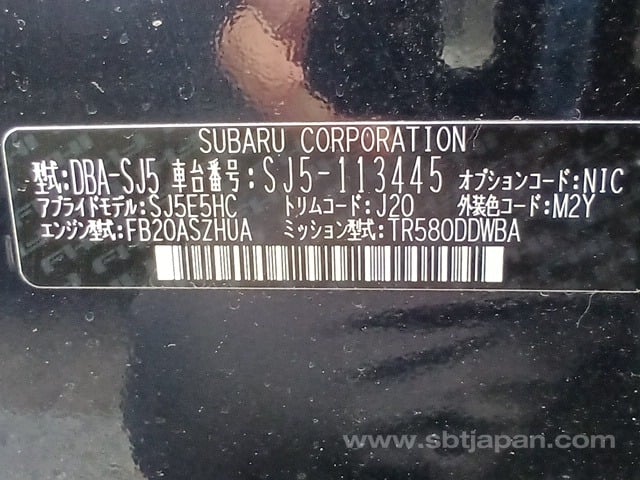 SUBARU CORPORATION
型式:DBA-SJ5 車台番号:SJ5-113445 オプションコード:NIC
アプライドモデル:SJ5E5HC トリムコード:J20 外装色コード:M2Y
エンジン型式:FB20ASZHUA ミッション型式:TR580DDWBA
www.sbtjapan.com